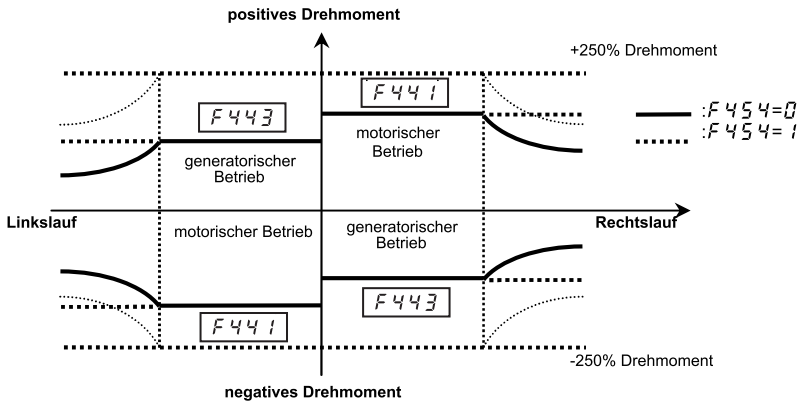 positives Drehmoment
+250% Drehmoment
F441
F443
:F454=0
:F454=1
motorischer
Betrieb
generatorischer
Betrieb
Linkslauf
Rechtslauf
motorischer Betrieb
generatorischer
Betrieb
F443
F441
-250% Drehmoment
negatives Drehmoment